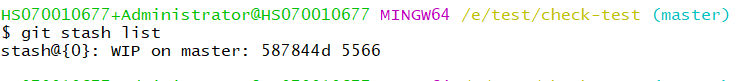 HS070010677+Administrator@HS070010677 MINGW64 /e/test/check-test (master)
$ git stash list
stash@{0}: WIP on master: 587844d 5566